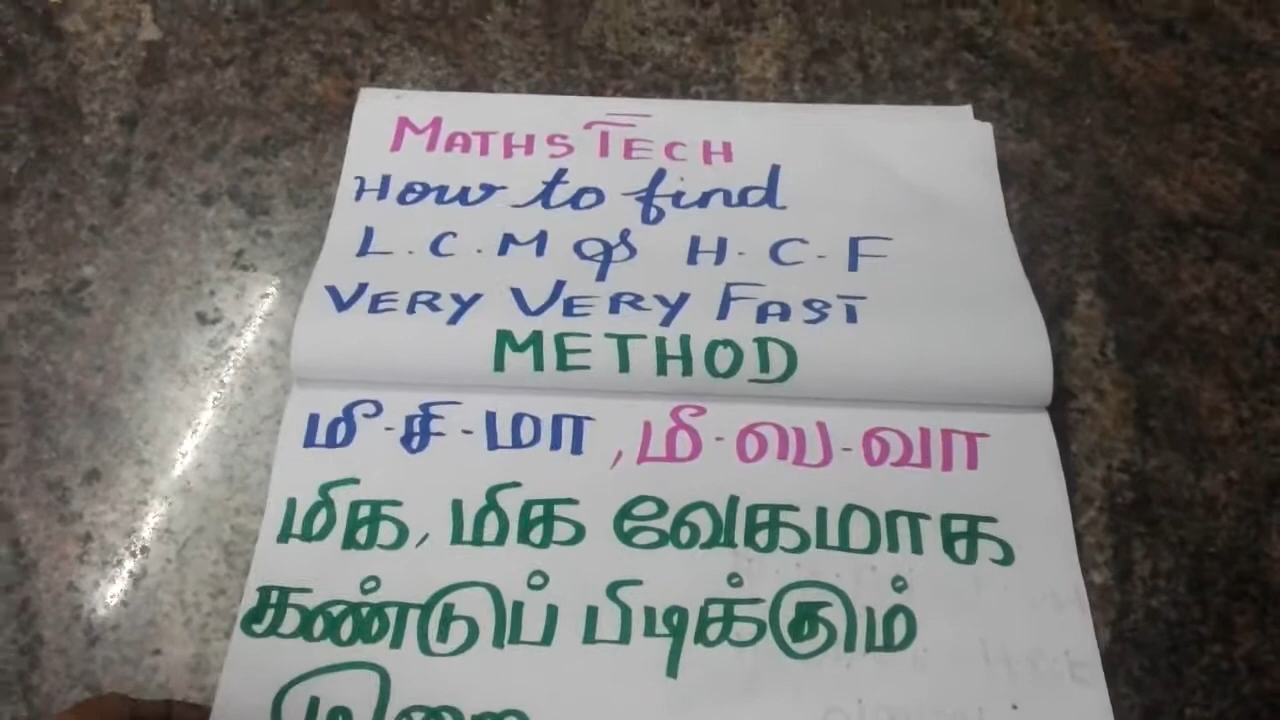 MATHS TECH
How to find
L.C.M & H.C.F
VERY VERY FAST
METHOD
மீ-சி-மா, மீ-பெ-வா
மிக, மிக வேகமாக
கண்டுப் பிடிக்கும்